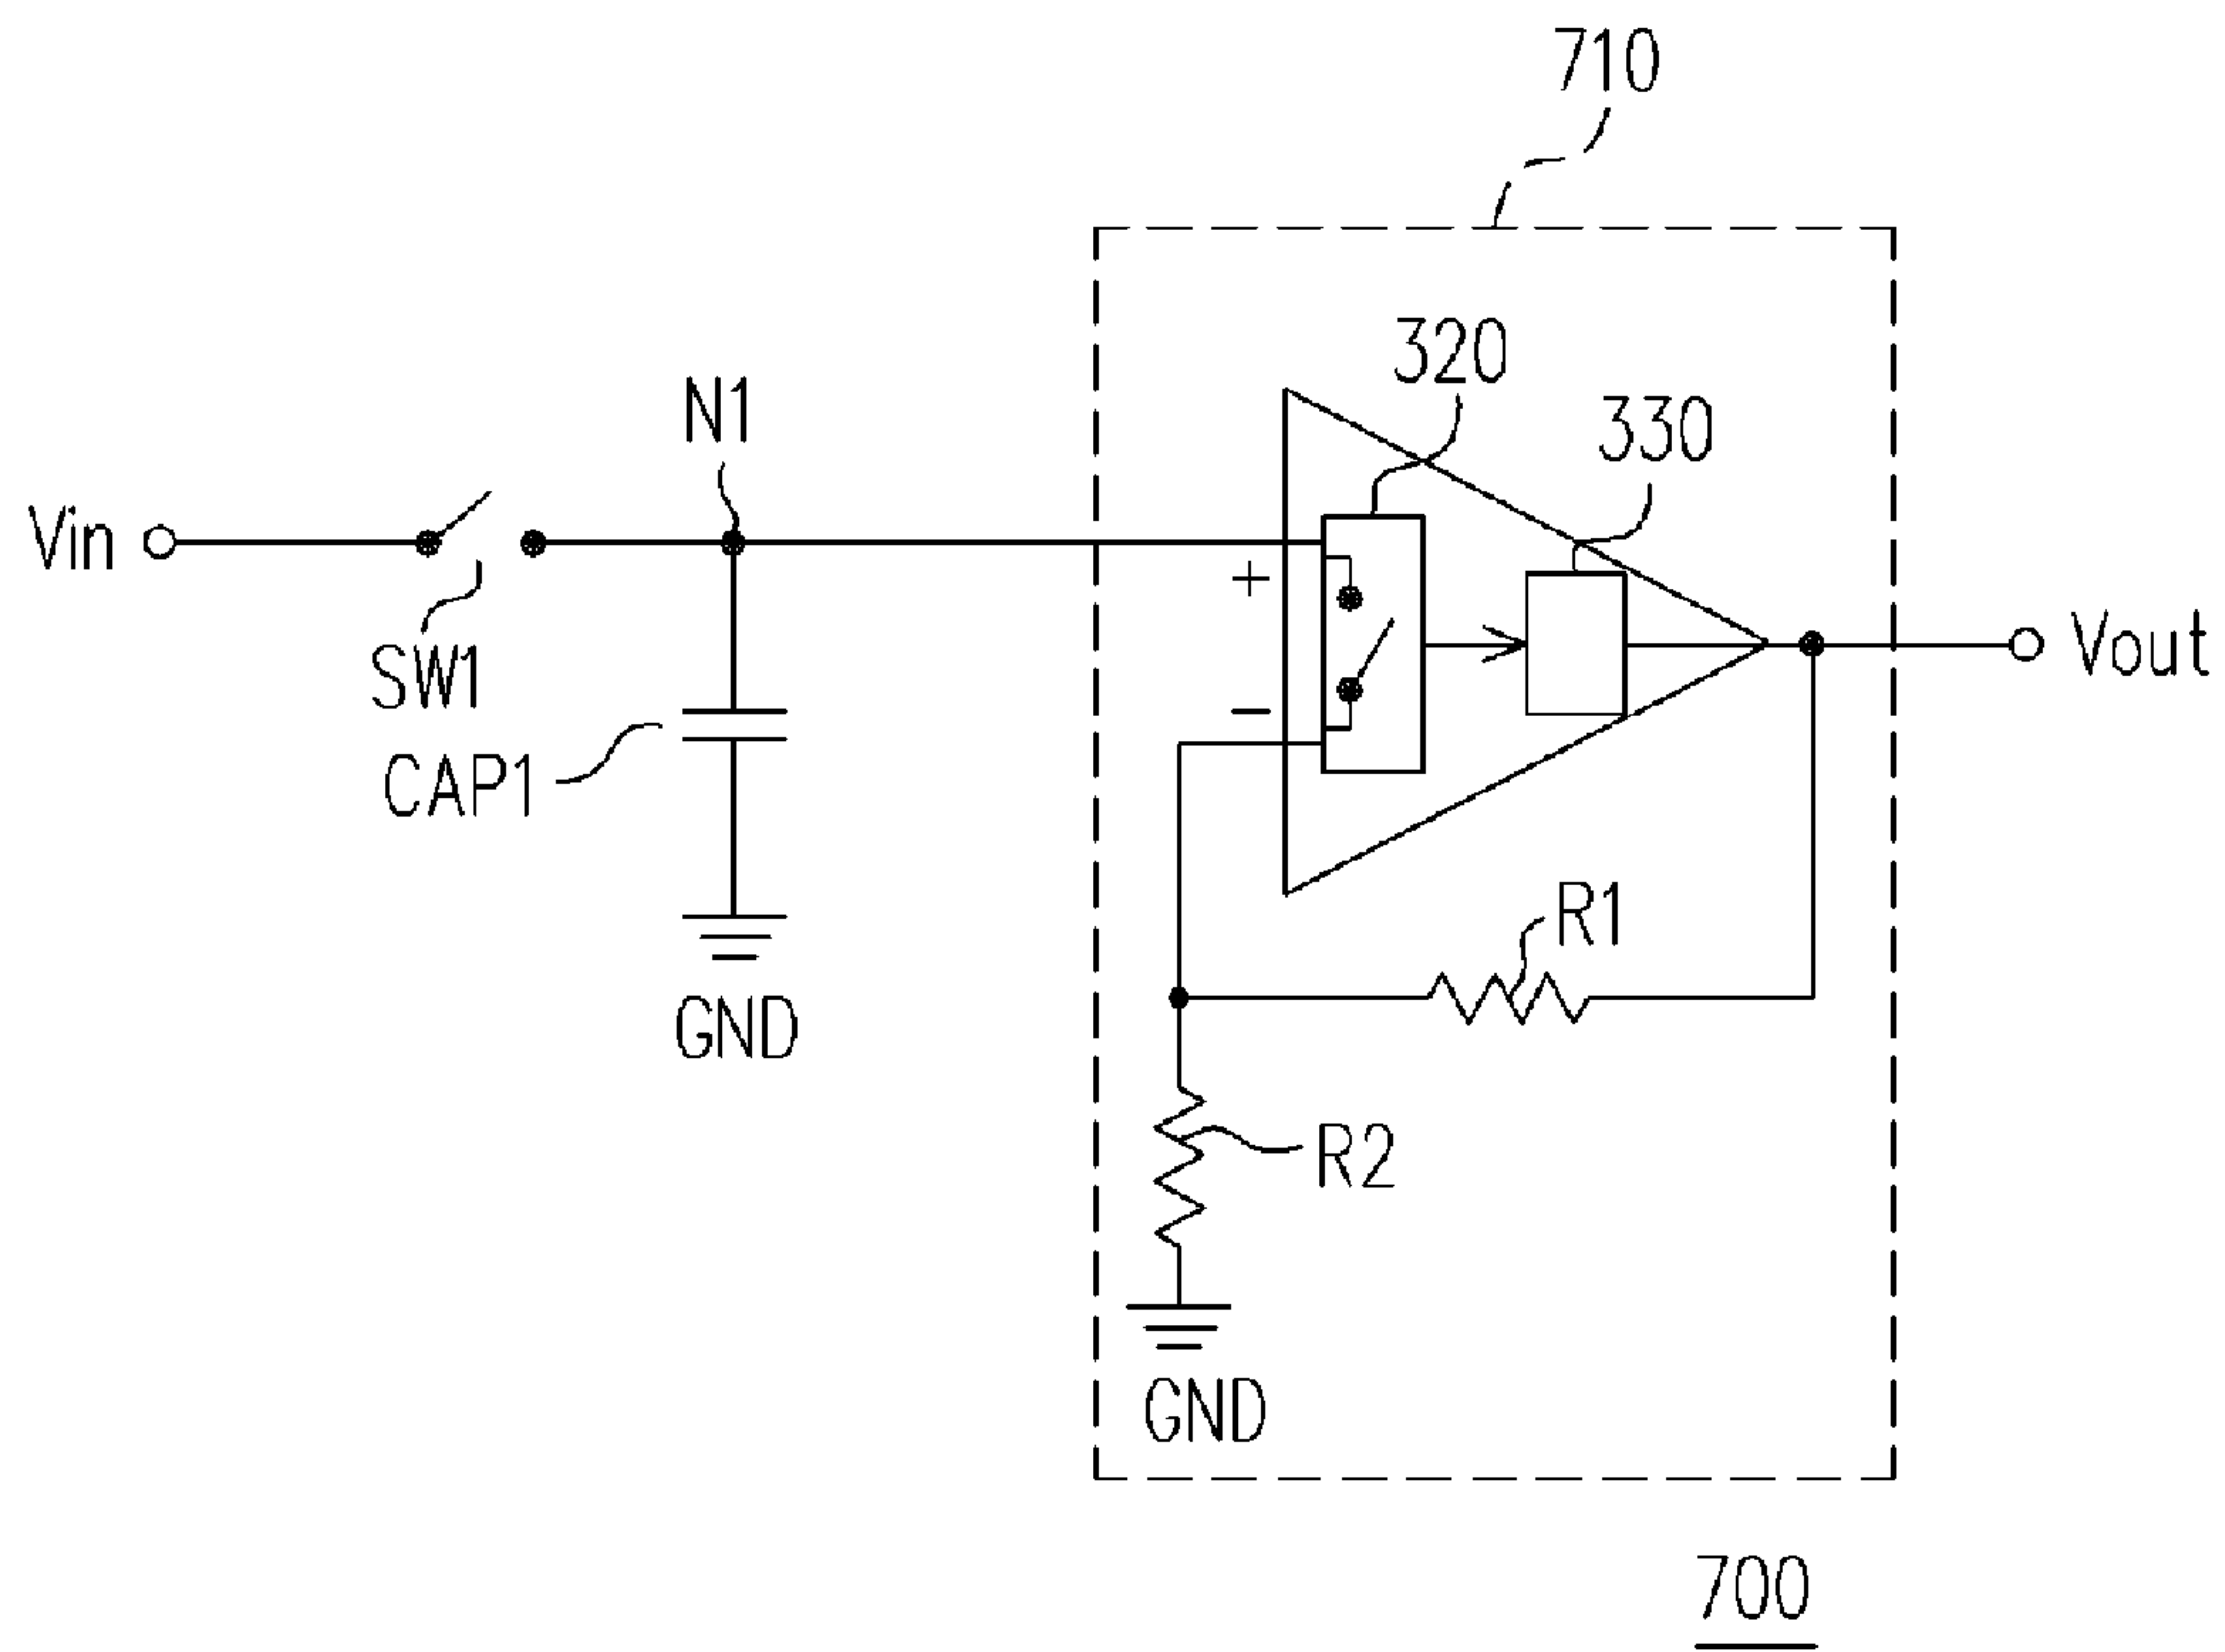 710
320
330
N1
Vin
SW1
+
−
Vout
CAP1
R1
GND
R2
GND
700